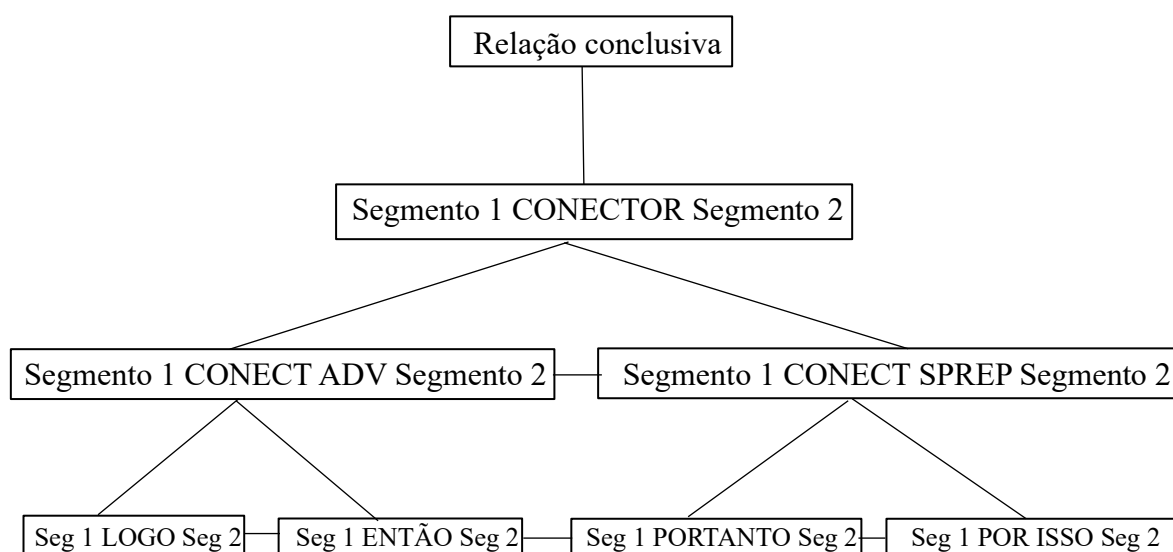 Relação conclusiva
Segmento 1 CONECTOR Segmento 2
Segmento 1 CONECT ADV Segmento 2
Segmento 1 CONECT SPREP Segmento 2
Seg 1 LOGO Seg 2
Seg 1 ENTÃO Seg 2
Seg 1 PORTANTO Seg 2
Seg 1 POR ISSO Seg 2